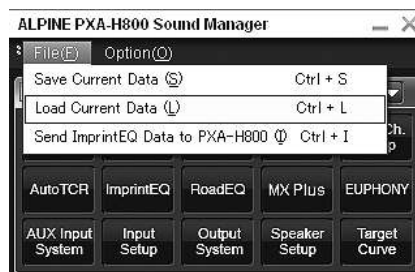 ALPINE PXA-H800 Sound Manager
File(F) Option(O)
Save Current Data (S) Ctrl + S
Load Current Data (L) Ctrl + L
Send ImprintEQ Data to PXA-H800 (I) Ctrl + I
Ch.
AutoTCR ImprintEQ RoadEQ MX Plus EUPHONY
AUX Input System Input Setup Output System Speaker Setup Target Curve